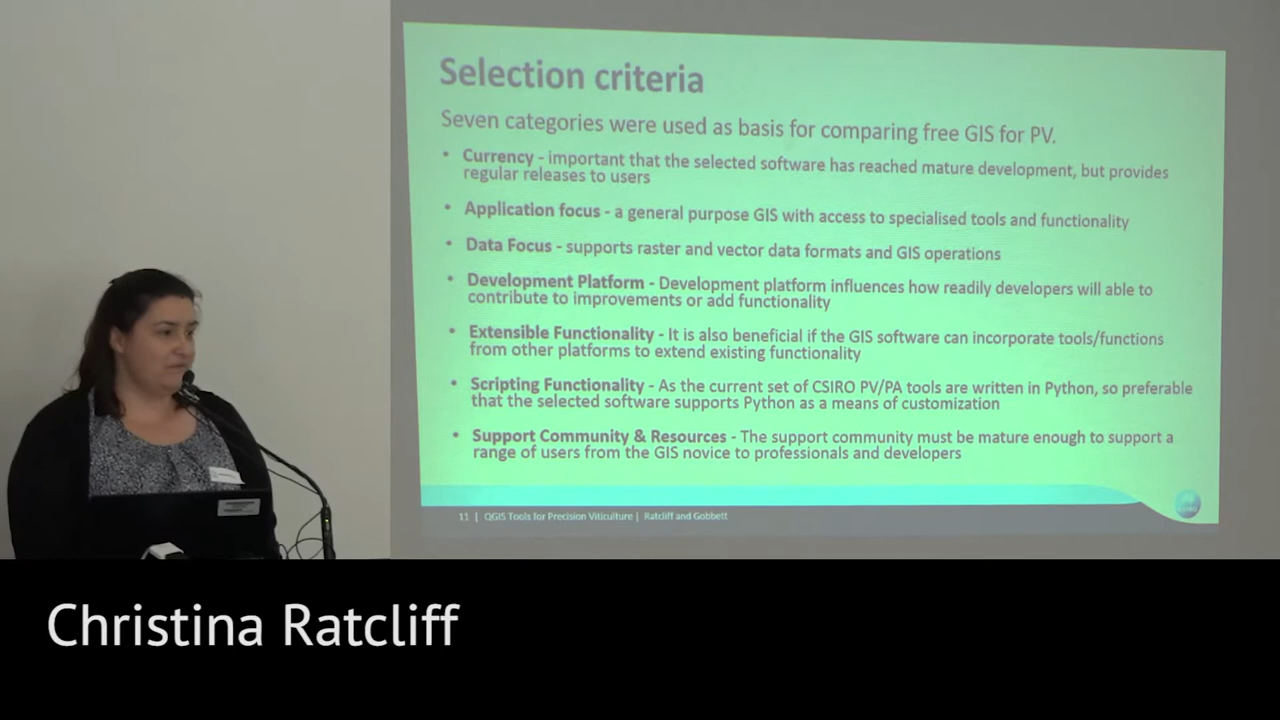 Selection criteria
Seven categories were used as basis for comparing free GIS for PV.
• Currency - important that the selected software has reached mature development, but provides
regular releases to users
• Application focus - a general purpose GIS with access to specialised tools and functionality
• Data Focus - supports raster and vector data formats and GIS operations
• Development Platform - Development platform influences how readily developers will able to
contribute to improvements or add functionality
• Extensible Functionality - It is also beneficial if the GIS software can incorporate tools/functions
from other platforms to extend existing functionality
• Scripting Functionality - As the current set of CSIRO PV/PA tools are written in Python, so preferable
that the selected software supports Python as a means of customization
• Support Community & Resources - The support community must be mature enough to support a
range of users from the GIS novice to professionals and developers
11 | QGIS Tools for Precision Viticulture | Ratcliff and Gobbett
Christina Ratcliff